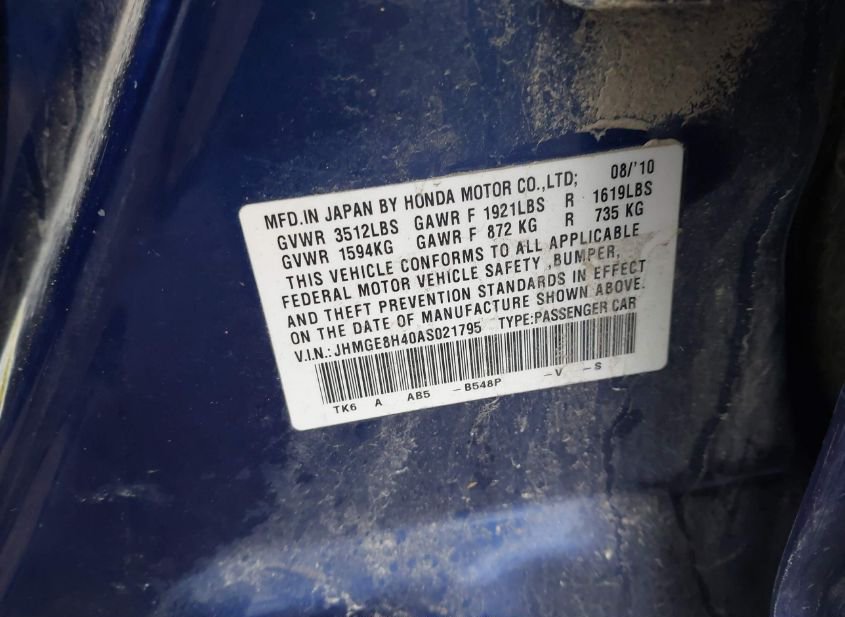 MFD.IN JAPAN BY HONDA MOTOR CO.,LTD; 08/'10
GVWR 3512LBS GAWR F 1921LBS R 1619LBS
GVWR 1594KG GAWR F 872 KG R 735 KG
THIS VEHICLE CONFORMS TO ALL APPLICABLE
FEDERAL MOTOR VEHICLE SAFETY ,BUMPER,
AND THEFT PREVENTION STANDARDS IN EFFECT
ON THE DATE OF MANUFACTURE SHOWN ABOVE.
V.I.N.:JHMGE8H40AS021795 TYPE:PASSENGER CAR
TK6 A AB5 -B548P -V -S